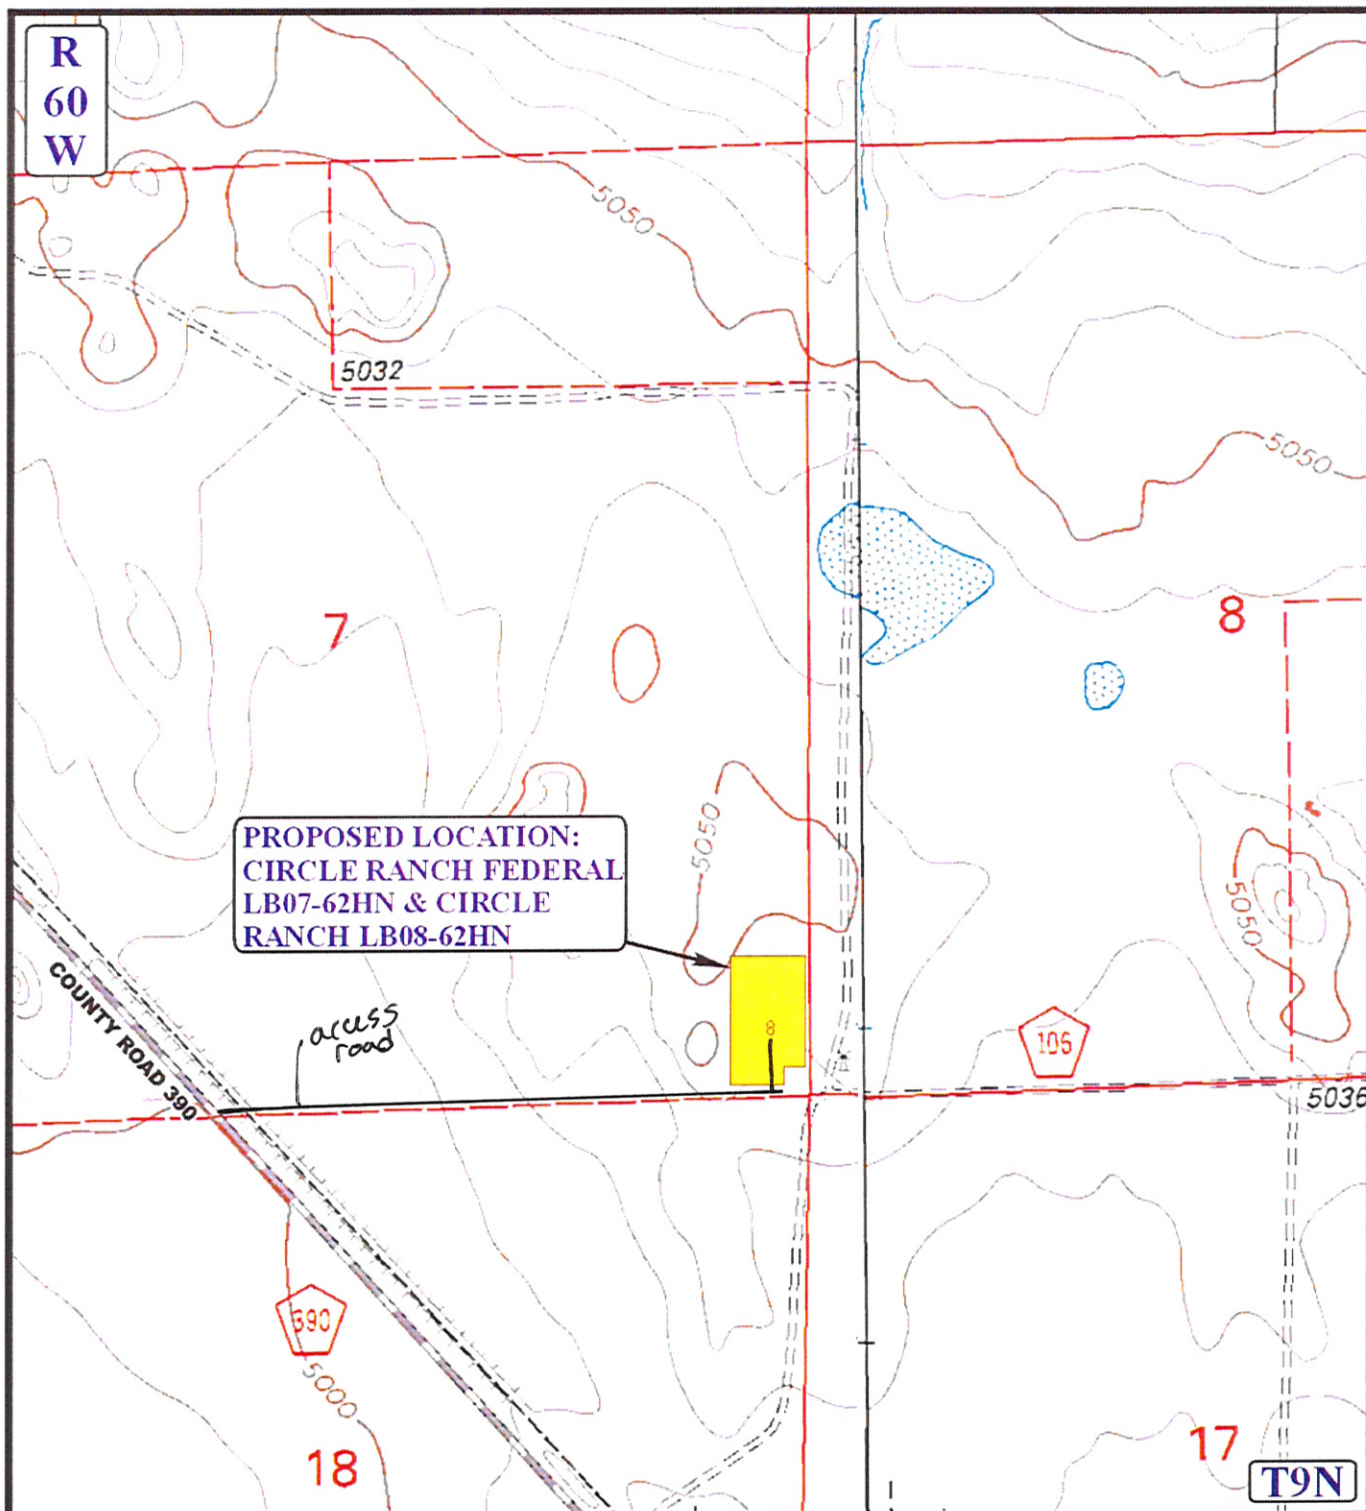 R
60
W
5050
5032
5050
7
8
5050
PROPOSED LOCATION:
CIRCLE RANCH FEDERAL
LB07-62HN & CIRCLE
RANCH LB08-62HN
5050
COUNTY ROAD 390
access
road
8
106
5036
390
5000
18
17
T9N